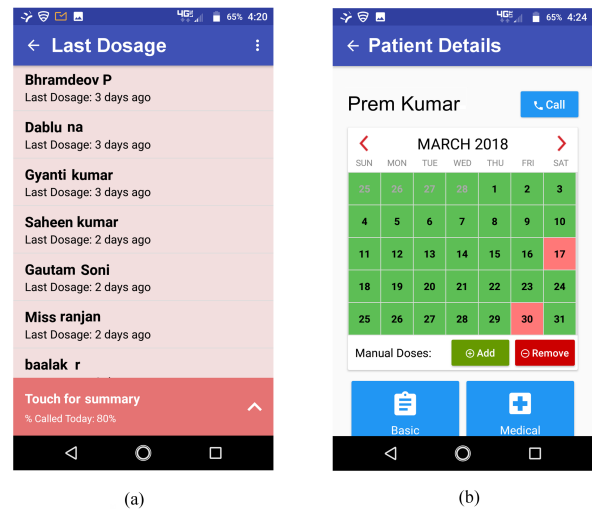 4G 65% 4:20
← Last Dosage
Bhramdeov P
Last Dosage: 3 days ago
Dablu na
Last Dosage: 3 days ago
Gyanti kumar
Last Dosage: 3 days ago
Saheen kumar
Last Dosage: 2 days ago
Gautam Soni
Last Dosage: 2 days ago
Miss ranjan
Last Dosage: 2 days ago
baalak r
Touch for summary
% Called Today: 80%
(a)
4G 65% 4:24
← Patient Details
Prem Kumar
Call
MARCH 2018
SUN MON TUE WED THU FRI SAT
25 26 27 28 1 2 3
4 5 6 7 8 9 10
11 12 13 14 15 16 17
18 19 20 21 22 23 24
25 26 27 28 29 30 31
Manual Doses: Add Remove
Basic Medical
(b)